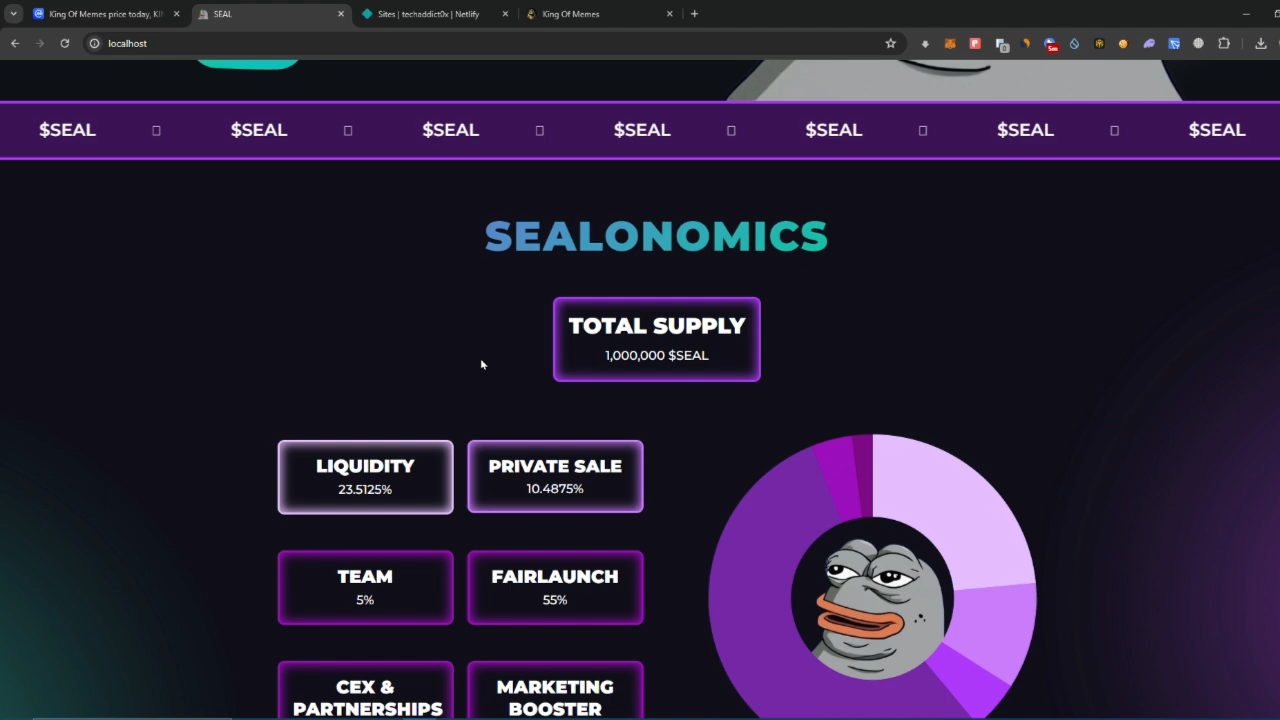 King Of Memes price today, KIN
SEAL
Sites | techaddict0x | Netlify
King Of Memes
localhost
$SEAL $SEAL $SEAL $SEAL $SEAL $SEAL $SEAL
SEALONOMICS
TOTAL SUPPLY
1,000,000 $SEAL
LIQUIDITY
23.5125%
PRIVATE SALE
10.4875%
TEAM
5%
FAIRLAUNCH
55%
CEX &
PARTNERSHIPS
MARKETING
BOOSTER